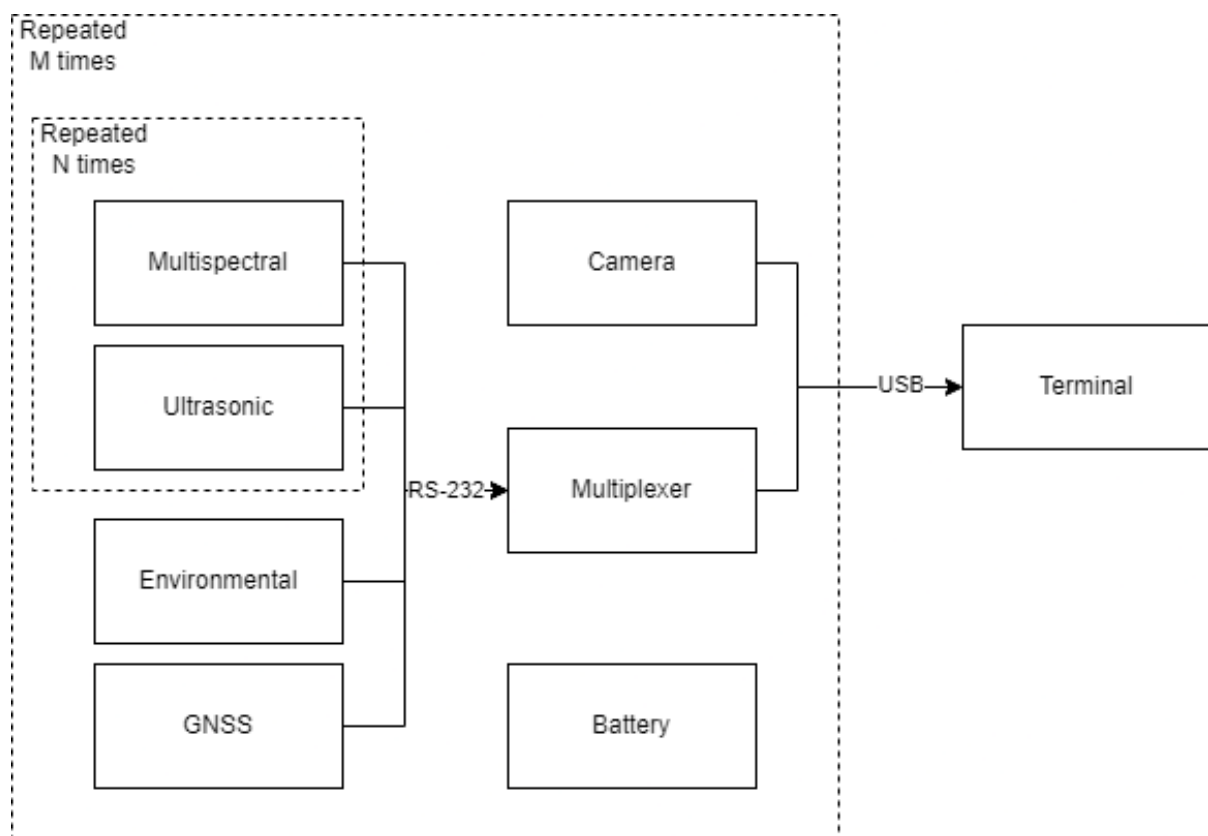 Repeated
M times
Repeated
N times
Multispectral
Camera
Ultrasonic
USB
Terminal
RS-232
Multiplexer
Environmental
GNSS
Battery